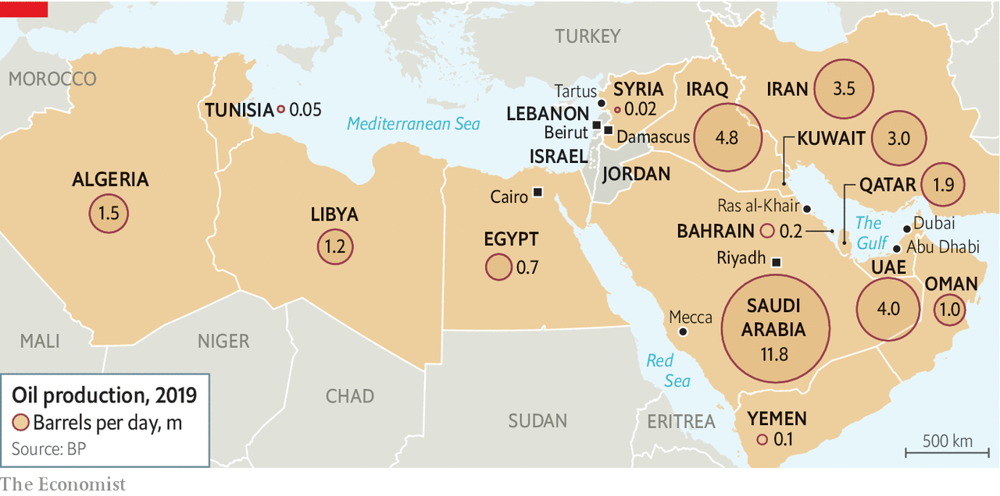 TURKEY
MOROCCO
Tartus
SYRIA
0.02
IRAQ
4.8
IRAN
3.5
TUNISIA 0.05
Mediterranean Sea
LEBANON
Beirut
Damascus
KUWAIT
3.0
ISRAEL
JORDAN
ALGERIA
1.5
LIBYA
1.2
Cairo
EGYPT
0.7
QATAR
1.9
Ras al-Khair
BAHRAIN 0.2
The
Gulf
Dubai
Abu Dhabi
Riyadh
UAE
4.0
OMAN
1.0
SAUDI
ARABIA
11.8
Mecca
Red
Sea
MALI
NIGER
CHAD
SUDAN
ERITREA
YEMEN
0.1
500 km
Oil production, 2019
Barrels per day, m
Source: BP
The Economist